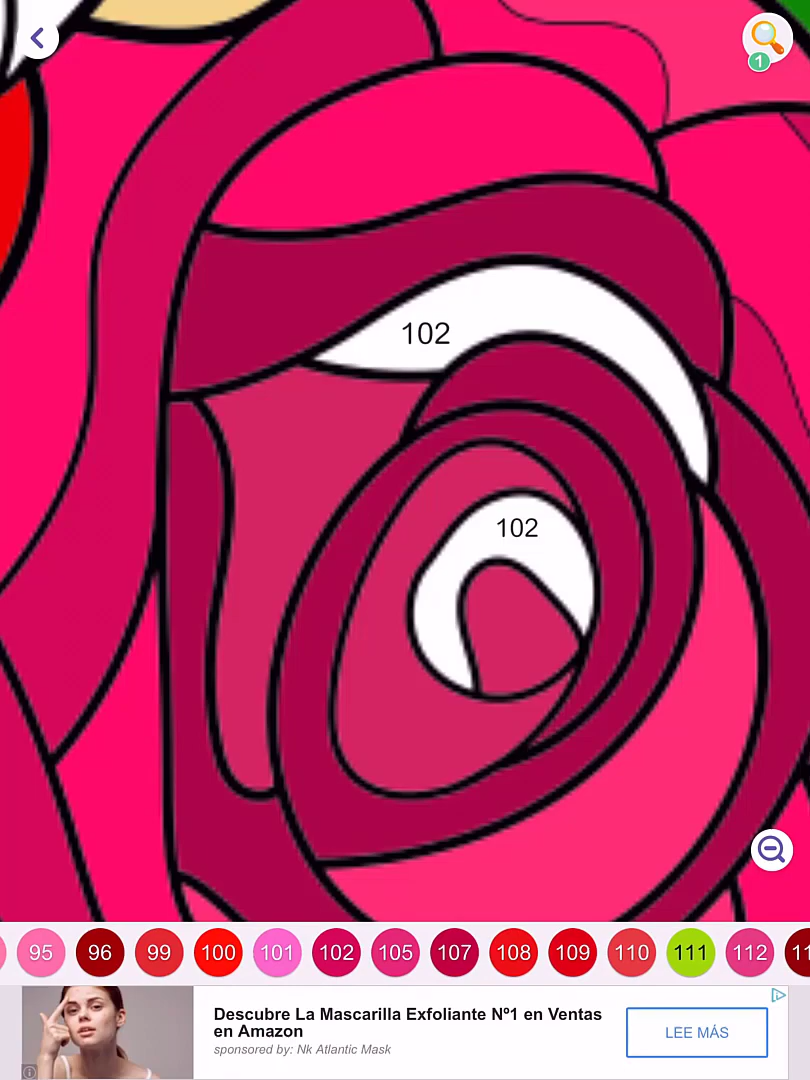 1
102
102
95 96 99 100 101 102 105 107 108 109 110 111 112
Descubre La Mascarilla Exfoliante Nº1 en Ventas
en Amazon
sponsored by: Nk Atlantic Mask
LEE MÁS